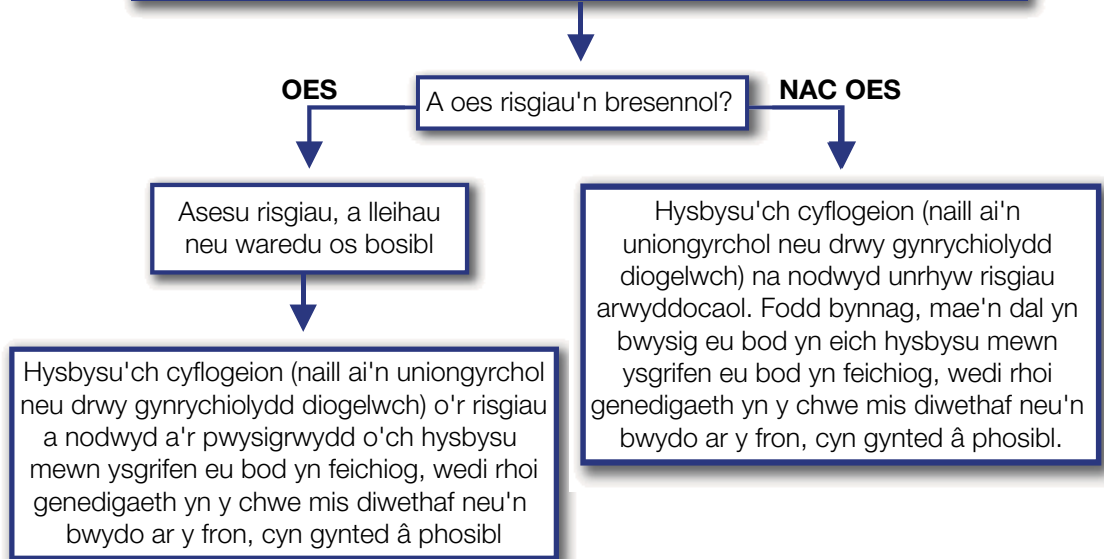 OES
A oes risgiau'n bresennol?
NAC OES
Asesu risgiau, a lleihau
neu waredu os bosibl
Hysbysu'ch cyflogeion (naill ai'n uniongyrchol
neu drwy gynrychiolydd diogelwch) o'r risgiau
a nodwyd a'r pwysigrwydd o'ch hysbysu
mewn ysgrifen eu bod yn feichiog, wedi rhoi
genedigaeth yn y chwe mis diwethaf neu'n
bwydo ar y fron, cyn gynted â phosibl
Hysbysu'ch cyflogeion (naill ai'n
uniongyrchol neu drwy gynrychiolydd
diogelwch) na nodwyd unrhyw risgiau
arwyddocaol. Fodd bynnag, mae'n dal yn
bwysig eu bod yn eich hysbysu mewn
ysgrifen eu bod yn feichiog, wedi rhoi
genedigaeth yn y chwe mis diwethaf neu'n
bwydo ar y fron, cyn gynted â phosibl.